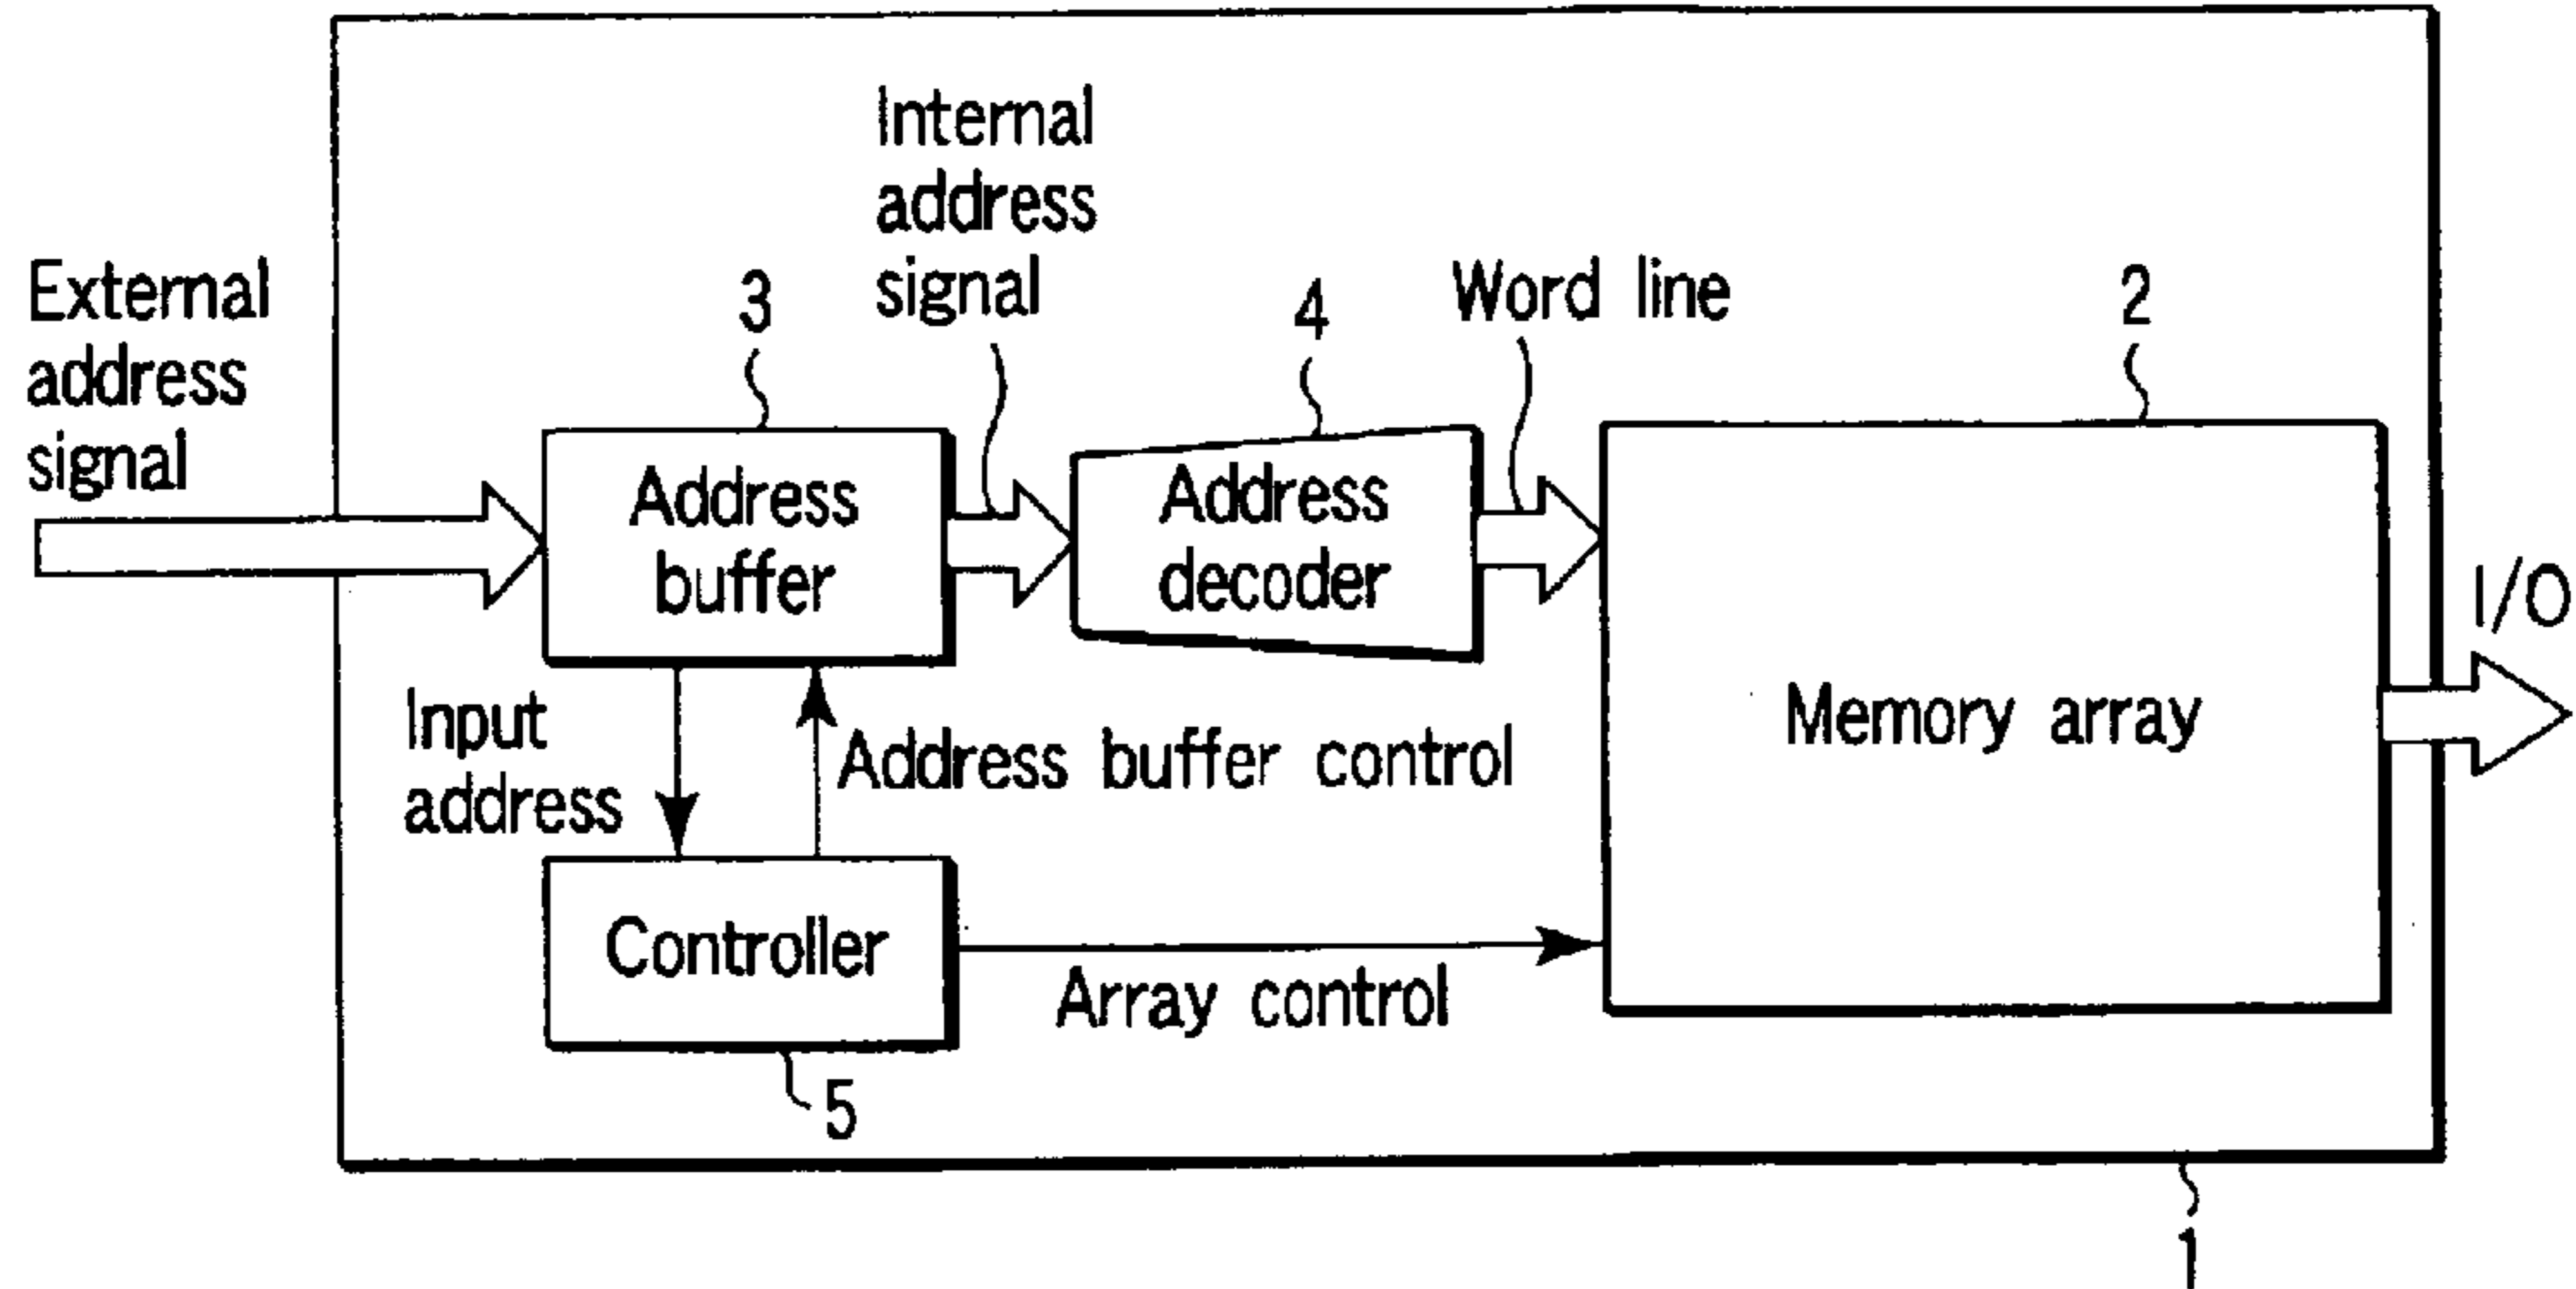 External
address
signal
Internal
address
signal
3
4
Word line
2
Address
buffer
Address
decoder
Memory array
I/O
Input
address
Address buffer control
Controller
Array control
5
1